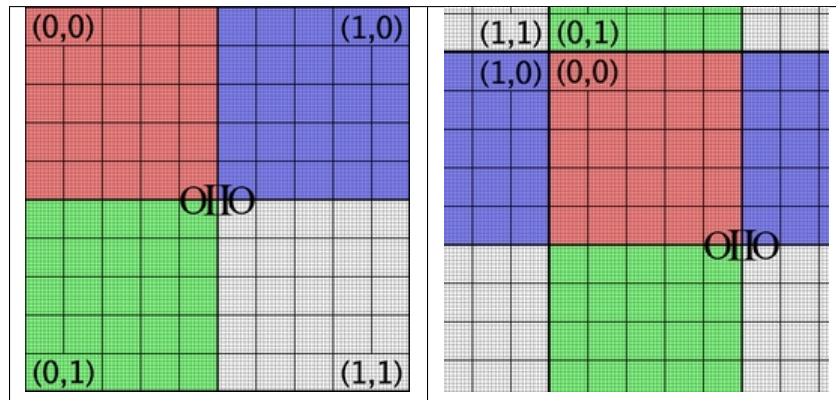 (0,0) (1,0)
OHO
(0,1) (1,1)
(1,1) (0,1)
(1,0) (0,0)
OHO